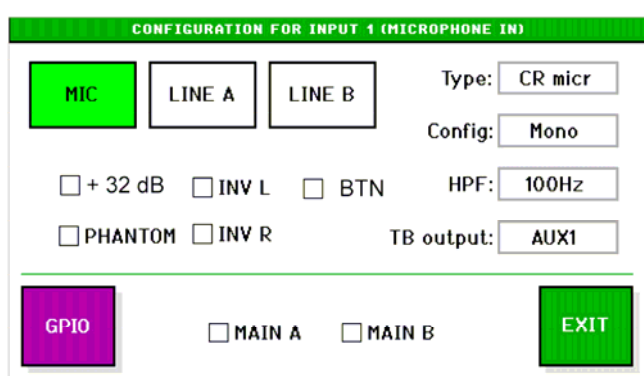 CONFIGURATION FOR INPUT 1 (MICROPHONE IN)
MIC LINE A LINE B Type: CR micr
Config: Mono
+ 32 dB INV L BTN HPF: 100Hz
PHANTOM INV R TB output: AUX1
GPIO MAIN A MAIN B EXIT